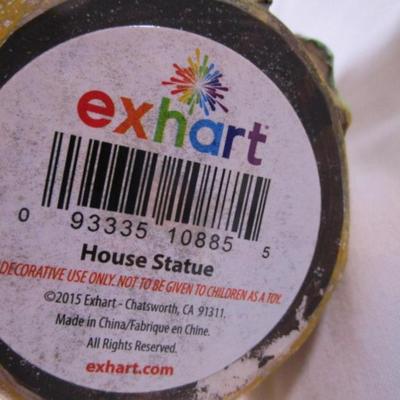 exhart™
0 93335 10885 5
House Statue
DECORATIVE USE ONLY. NOT TO BE GIVEN TO CHILDREN AS A TOY.
©2015 Exhart - Chatsworth, CA 91311.
Made in China/Fabriqué en Chine.
All Rights Reserved.
exhart.com